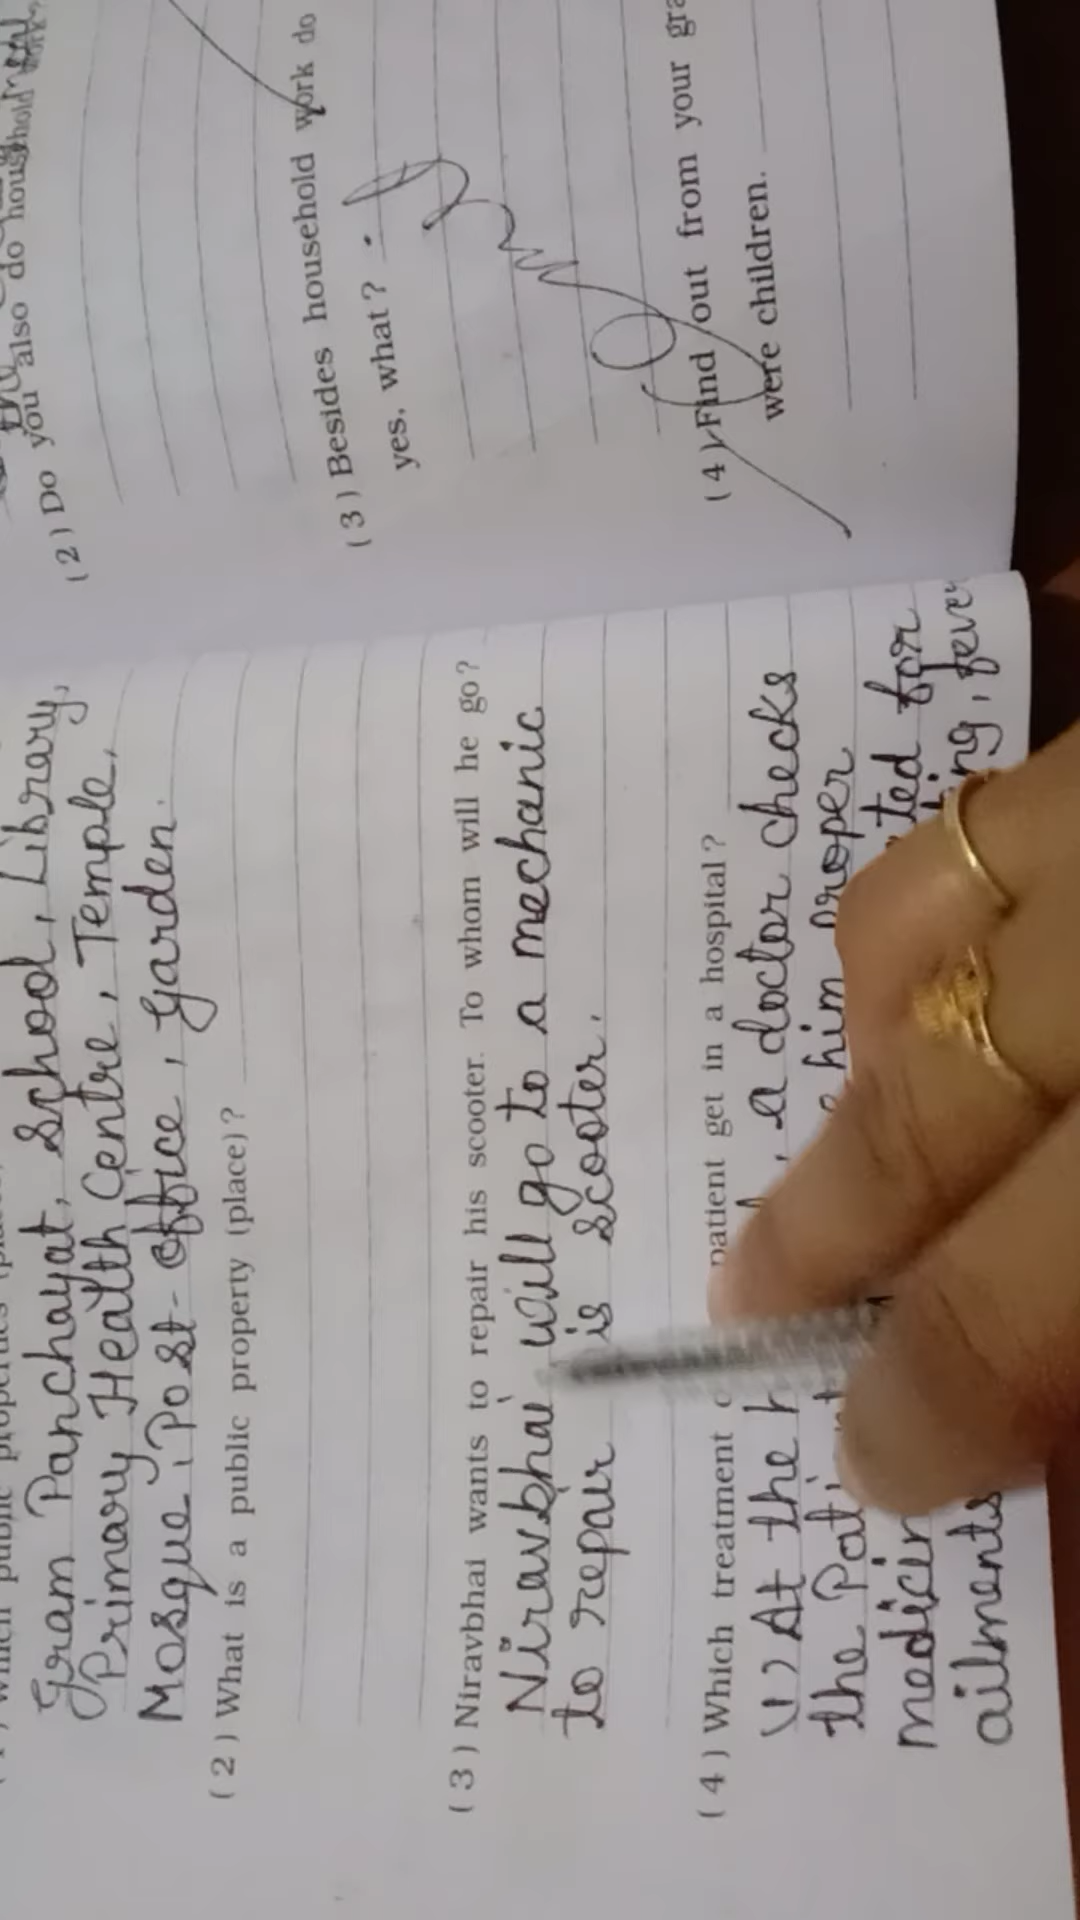 Gram Panchayat, School, Library,
Primary Health Centre, Temple,
Mosque, Post-office, Garden.
(2) What is a public property (place)?
(3) Niravbhai wants to repair his scooter. To whom will he go?
Niravbhai will go to a mechanic
to repair is scooter.
(4) Which treatment patient get in a hospital?
(1) At the , a doctor checks
the him proper
for
ailments , fever
(2) Do you also do household
(3) Besides household work do
yes, what?
(4) Find out from your
were children.